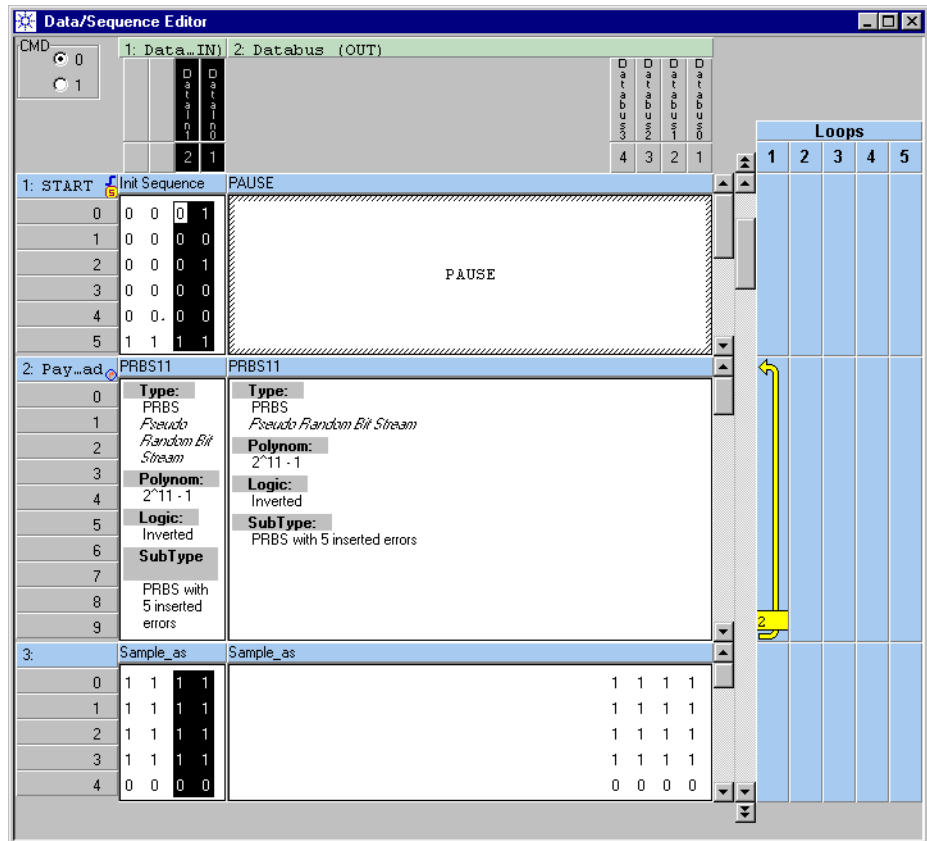 Data/Sequence Editor
CMD
0
1
1: Data…IN) 2: Databus (OUT)
DataIn1 DataIn0 Databus3 Databus2 Databus1 Databus0
2 1 4 3 2 1
Loops
1 2 3 4 5
1: START S Init Sequence PAUSE
0 0 0 0 1
1 0 0 0 0
2 0 0 0 1
PAUSE
3 0 0 0 0
4 0 0. 0 0
5 1 1 1 1
2: Pay…ad PRBS11 PRBS11
0
1
2
3
4
5
6
7
8
9
Type:
PRBS
Pseudo
Random Bit
Stream
Polynom:
2^11 - 1
Logic:
Inverted
SubType
PRBS with
5 inserted
errors
Type:
PRBS
Pseudo Random Bit Stream
Polynom:
2^11 - 1
Logic:
Inverted
SubType:
PRBS with 5 inserted errors
2
3: Sample_as Sample_as
0 1 1 1 1 1 1 1 1
1 1 1 1 1 1 1 1 1
2 1 1 1 1 1 1 1 1
3 1 1 1 1 1 1 1 1
4 0 0 0 0 0 0 0 0